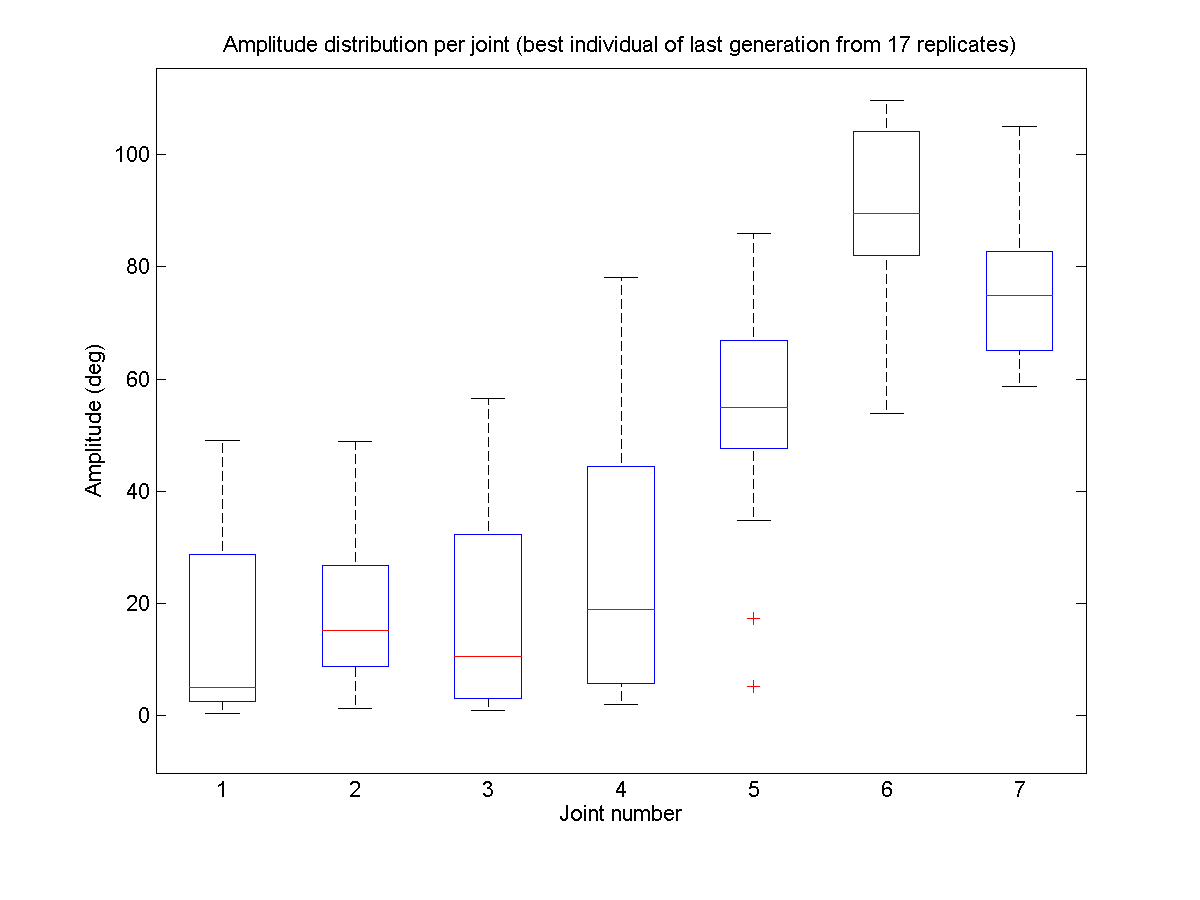 Amplitude distribution per joint (best individual of last generation from 17 replicates)
100
80
60
40
20
0
Amplitude (deg)
1 2 3 4 5 6 7
Joint number